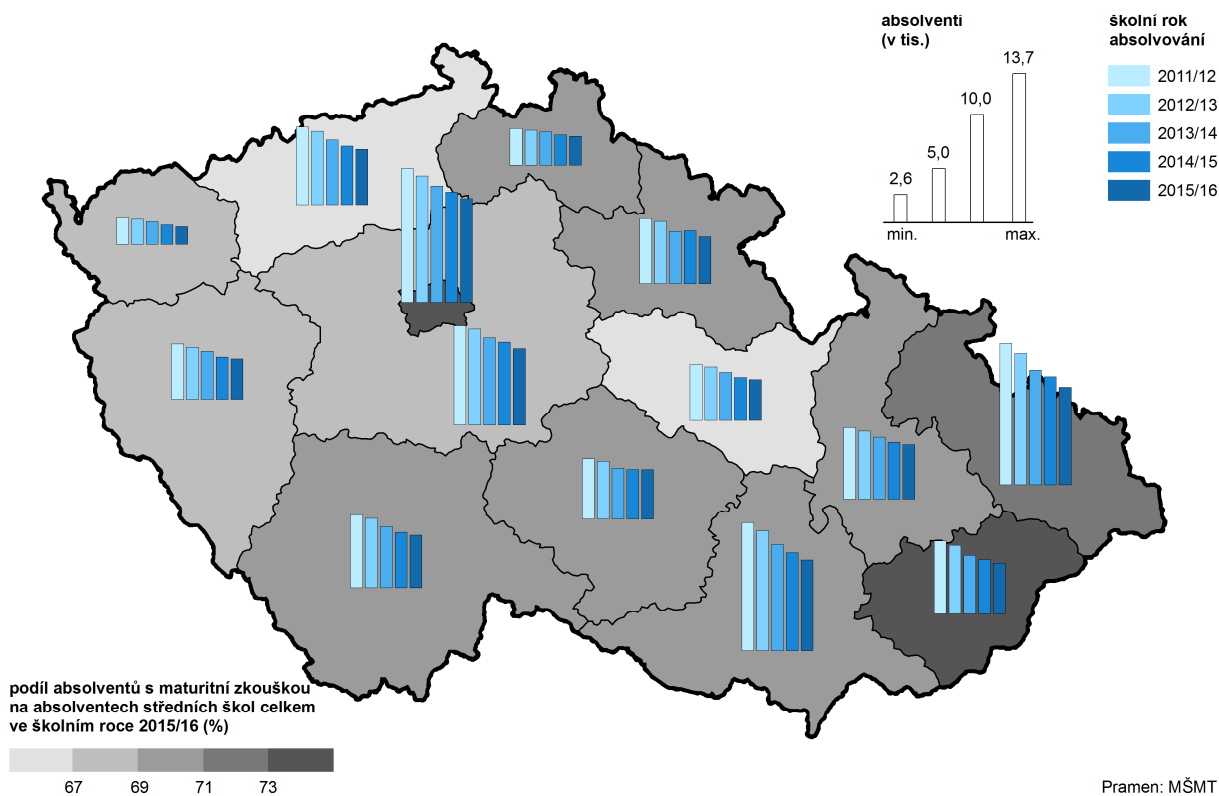 absolventi
(v tis.)
13,7
10,0
5,0
2,6
min.
max.
školní rok
absolvování
2011/12
2012/13
2013/14
2014/15
2015/16
podíl absolventů s maturitní zkouškou
na absolventech středních škol celkem
ve školním roce 2015/16 (%)
67
69
71
73
Pramen: MŠMT